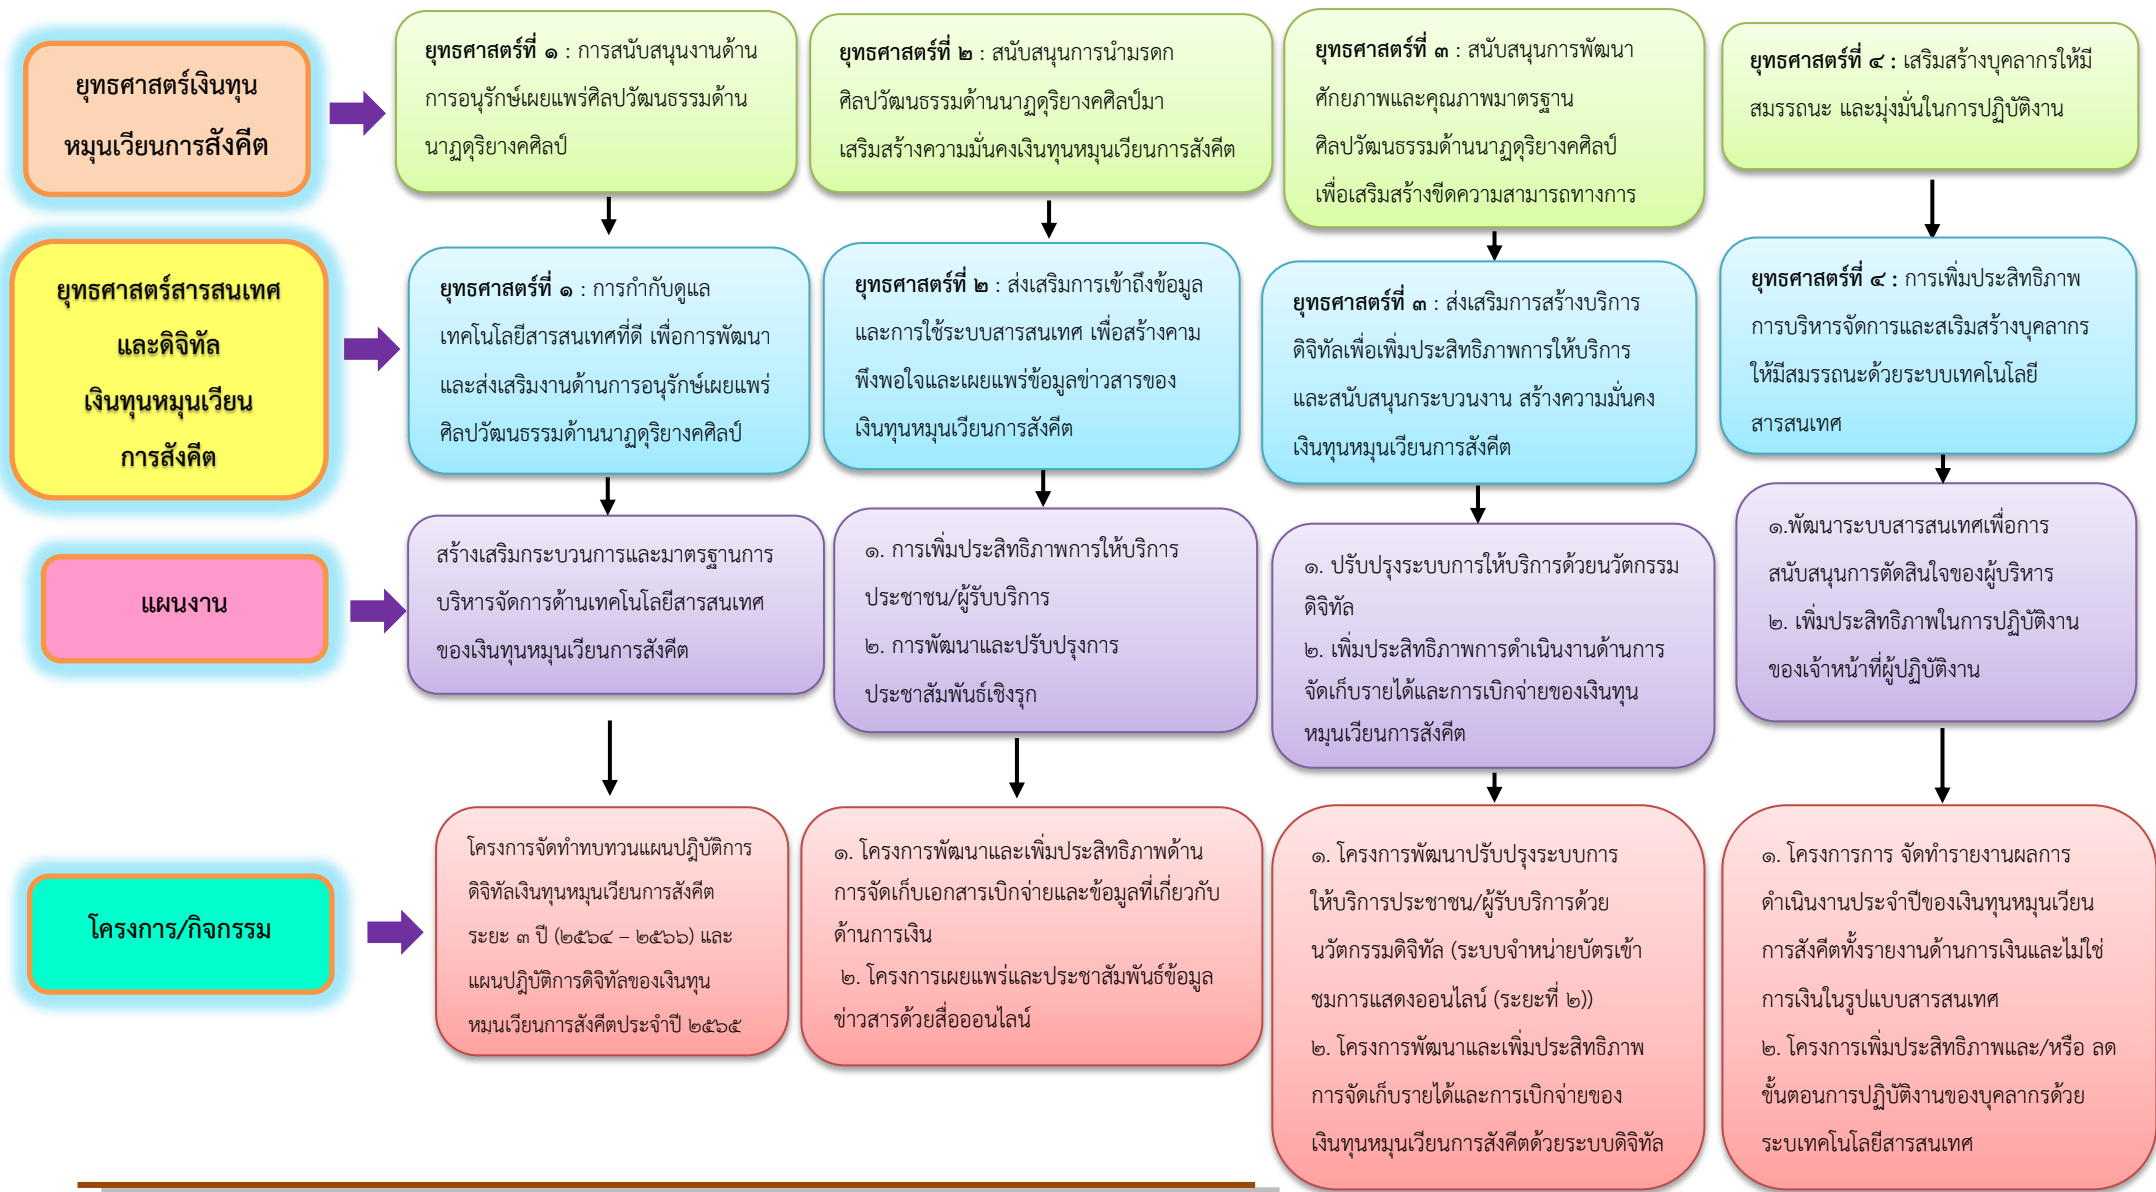 ยุทธศาสตร์เงินทุน
หมุนเวียนการสังคีต
ยุทธศาสตร์ที่ ๑ : การสนับสนุนงานด้าน
การอนุรักษ์เผยแพร่ศิลปวัฒนธรรมด้าน
นาฏดุริยางคศิลป์
ยุทธศาสตร์ที่ ๒ : สนับสนุนการนำมรดก
ศิลปวัฒนธรรมด้านนาฏดุริยางคศิลป์มา
เสริมสร้างความมั่นคงเงินทุนหมุนเวียนการสังคีต
ยุทธศาสตร์ที่ ๓ : สนับสนุนการพัฒนา
ศักยภาพและคุณภาพมาตรฐาน
ศิลปวัฒนธรรมด้านนาฏดุริยางคศิลป์
เพื่อเสริมสร้างขีดความสามารถทางการ
ยุทธศาสตร์ที่ ๔ : เสริมสร้างบุคลากรให้มี
สมรรถนะ และมุ่งมั่นในการปฏิบัติงาน
ยุทธศาสตร์สารสนเทศ
และดิจิทัล
เงินทุนหมุนเวียน
การสังคีต
ยุทธศาสตร์ที่ ๑ : การกำกับดูแล
เทคโนโลยีสารสนเทศที่ดี เพื่อการพัฒนา
และส่งเสริมงานด้านการอนุรักษ์เผยแพร่
ศิลปวัฒนธรรมด้านนาฏดุริยางคศิลป์
ยุทธศาสตร์ที่ ๒ : ส่งเสริมการเข้าถึงข้อมูล
และการใช้ระบบสารสนเทศ เพื่อสร้างคาม
พึงพอใจและเผยแพร่ข้อมูลข่าวสารของ
เงินทุนหมุนเวียนการสังคีต
ยุทธศาสตร์ที่ ๓ : ส่งเสริมการสร้างบริการ
ดิจิทัลเพื่อเพิ่มประสิทธิภาพการให้บริการ
และสนับสนุนกระบวนงาน สร้างความมั่นคง
เงินทุนหมุนเวียนการสังคีต
ยุทธศาสตร์ที่ ๔ : การเพิ่มประสิทธิภาพ
การบริหารจัดการและสเริมสร้างบุคลากร
ให้มีสมรรถนะด้วยระบบเทคโนโลยี
สารสนเทศ
แผนงาน
สร้างเสริมกระบวนการและมาตรฐานการ
บริหารจัดการด้านเทคโนโลยีสารสนเทศ
ของเงินทุนหมุนเวียนการสังคีต
๑. การเพิ่มประสิทธิภาพการให้บริการ
ประชาชน/ผู้รับบริการ
๒. การพัฒนาและปรับปรุงการ
ประชาสัมพันธ์เชิงรุก
๑. ปรับปรุงระบบการให้บริการด้วยนวัตกรรม
ดิจิทัล
๒. เพิ่มประสิทธิภาพการดำเนินงานด้านการ
จัดเก็บรายได้และการเบิกจ่ายของเงินทุน
หมุนเวียนการสังคีต
๑.พัฒนาระบบสารสนเทศเพื่อการ
สนับสนุนการตัดสินใจของผู้บริหาร
๒. เพิ่มประสิทธิภาพในการปฏิบัติงาน
ของเจ้าหน้าที่ผู้ปฏิบัติงาน
โครงการ/กิจกรรม
โครงการจัดทำทบทวนแผนปฏิบัติการ
ดิจิทัลเงินทุนหมุนเวียนการสังคีต
ระยะ ๓ ปี (๒๕๖๔ – ๒๕๖๖) และ
แผนปฏิบัติการดิจิทัลของเงินทุน
หมุนเวียนการสังคีตประจำปี ๒๕๖๕
๑. โครงการพัฒนาและเพิ่มประสิทธิภาพด้าน
การจัดเก็บเอกสารเบิกจ่ายและข้อมูลที่เกี่ยวกับ
ด้านการเงิน
๒. โครงการเผยแพร่และประชาสัมพันธ์ข้อมูล
ข่าวสารด้วยสื่อออนไลน์
๑. โครงการพัฒนาปรับปรุงระบบการ
ให้บริการประชาชน/ผู้รับบริการด้วย
นวัตกรรมดิจิทัล (ระบบจำหน่ายบัตรเข้า
ชมการแสดงออนไลน์ (ระยะที่ ๒))
๒. โครงการพัฒนาและเพิ่มประสิทธิภาพ
การจัดเก็บรายได้และการเบิกจ่ายของ
เงินทุนหมุนเวียนการสังคีตด้วยระบบดิจิทัล
๑. โครงการการ จัดทำรายงานผลการ
ดำเนินงานประจำปีของเงินทุนหมุนเวียน
การสังคีตทั้งรายงานด้านการเงินและไม่ใช่
การเงินในรูปแบบสารสนเทศ
๒. โครงการเพิ่มประสิทธิภาพและ/หรือ ลด
ขั้นตอนการปฏิบัติงานของบุคลากรด้วย
ระบเทคโนโลยีสารสนเทศ